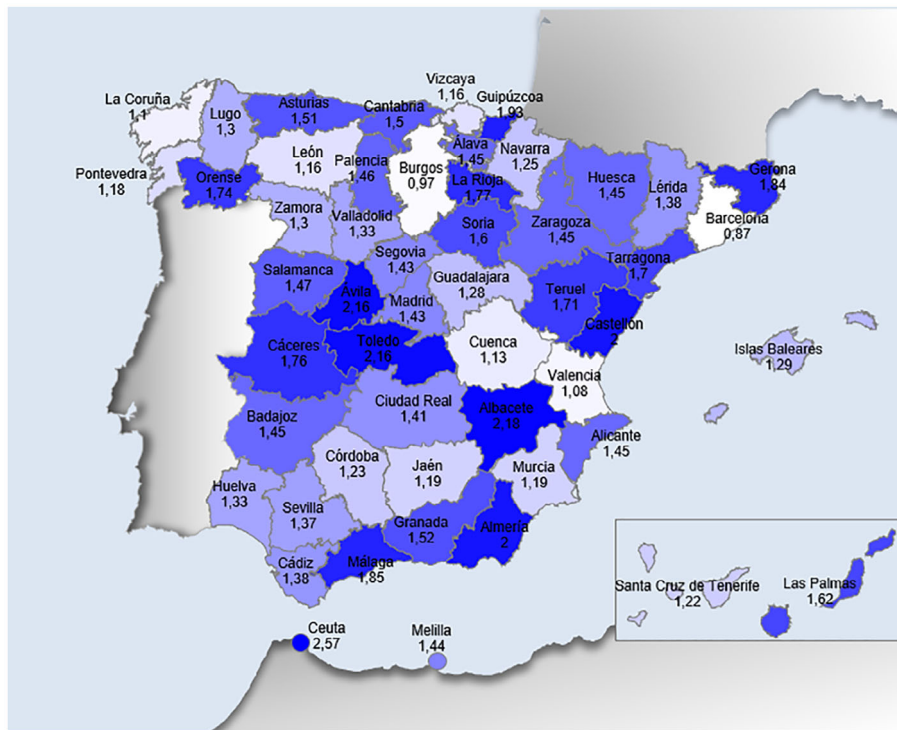 Vizcaya
1,16
La Coruña
1,1
Lugo
1,3
Asturias
1,51
Cantabria
1,5
Guipúzcoa
1,93
Pontevedra
1,18
Orense
1,74
León
1,16
Palencia
1,46
Burgos
0,97
Álava
1,45
La Rioja
1,77
Navarra
1,25
Huesca
1,45
Lérida
1,38
Gerona
1,84
Barcelona
0,87
Zamora
1,3
Valladolid
1,33
Soria
1,6
Zaragoza
1,45
Tarragona
1,7
Segovia
1,43
Salamanca
1,47
Ávila
2,16
Madrid
1,43
Guadalajara
1,28
Teruel
1,71
Castellón
2
Cáceres
1,76
Toledo
2,16
Cuenca
1,13
Valencia
1,08
Islas Baleares
1,29
Badajoz
1,45
Ciudad Real
1,41
Albacete
2,18
Alicante
1,45
Huelva
1,33
Sevilla
1,37
Córdoba
1,23
Jaén
1,19
Murcia
1,19
Cádiz
1,38
Málaga
1,85
Granada
1,52
Almería
2
Santa Cruz de Tenerife
1,22
Las Palmas
1,62
Ceuta
2,57
Melilla
1,44